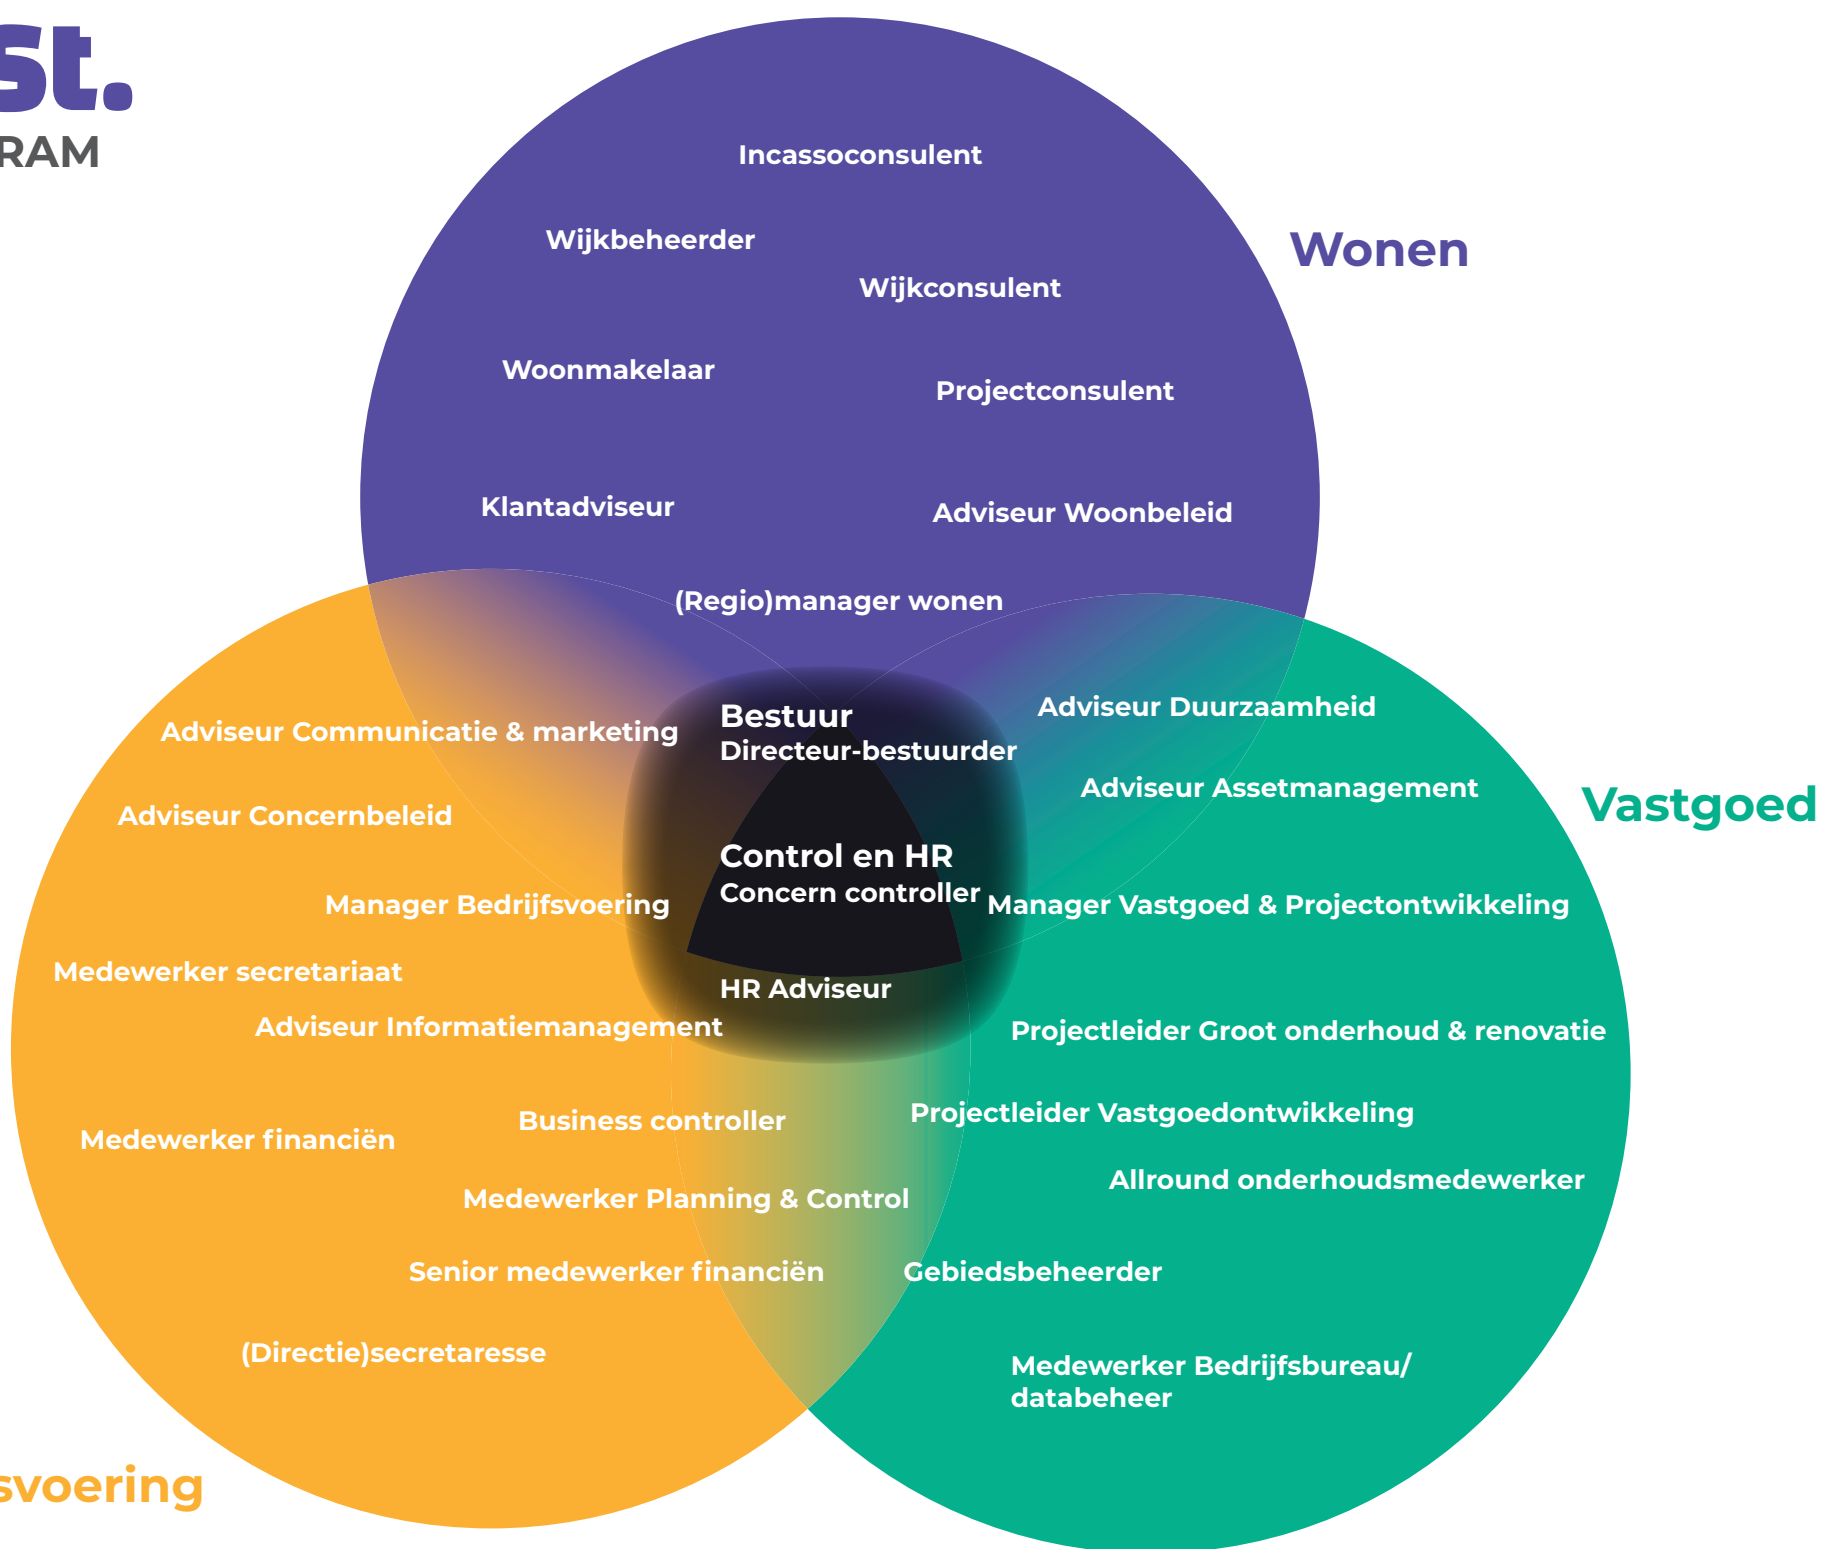 st.
RAM
Wonen
Incassoconsulent
Wijkbeheerder
Wijkconsulent
Woonmakelaar
Projectconsulent
Klantadviseur
Adviseur Woonbeleid
(Regio)manager wonen
Bestuur
Directeur-bestuurder
Control en HR
Concern controller
HR Adviseur
Vastgoed
Adviseur Duurzaamheid
Adviseur Assetmanagement
Manager Vastgoed & Projectontwikkeling
Projectleider Groot onderhoud & renovatie
Projectleider Vastgoedontwikkeling
Allround onderhoudsmedewerker
Gebiedsbeheerder
Medewerker Bedrijfsbureau/
databeheer
Adviseur Communicatie & marketing
Adviseur Concernbeleid
Manager Bedrijfsvoering
Medewerker secretariaat
Adviseur Informatiemanagement
Business controller
Medewerker financiën
Medewerker Planning & Control
Senior medewerker financiën
(Directie)secretaresse
svoering